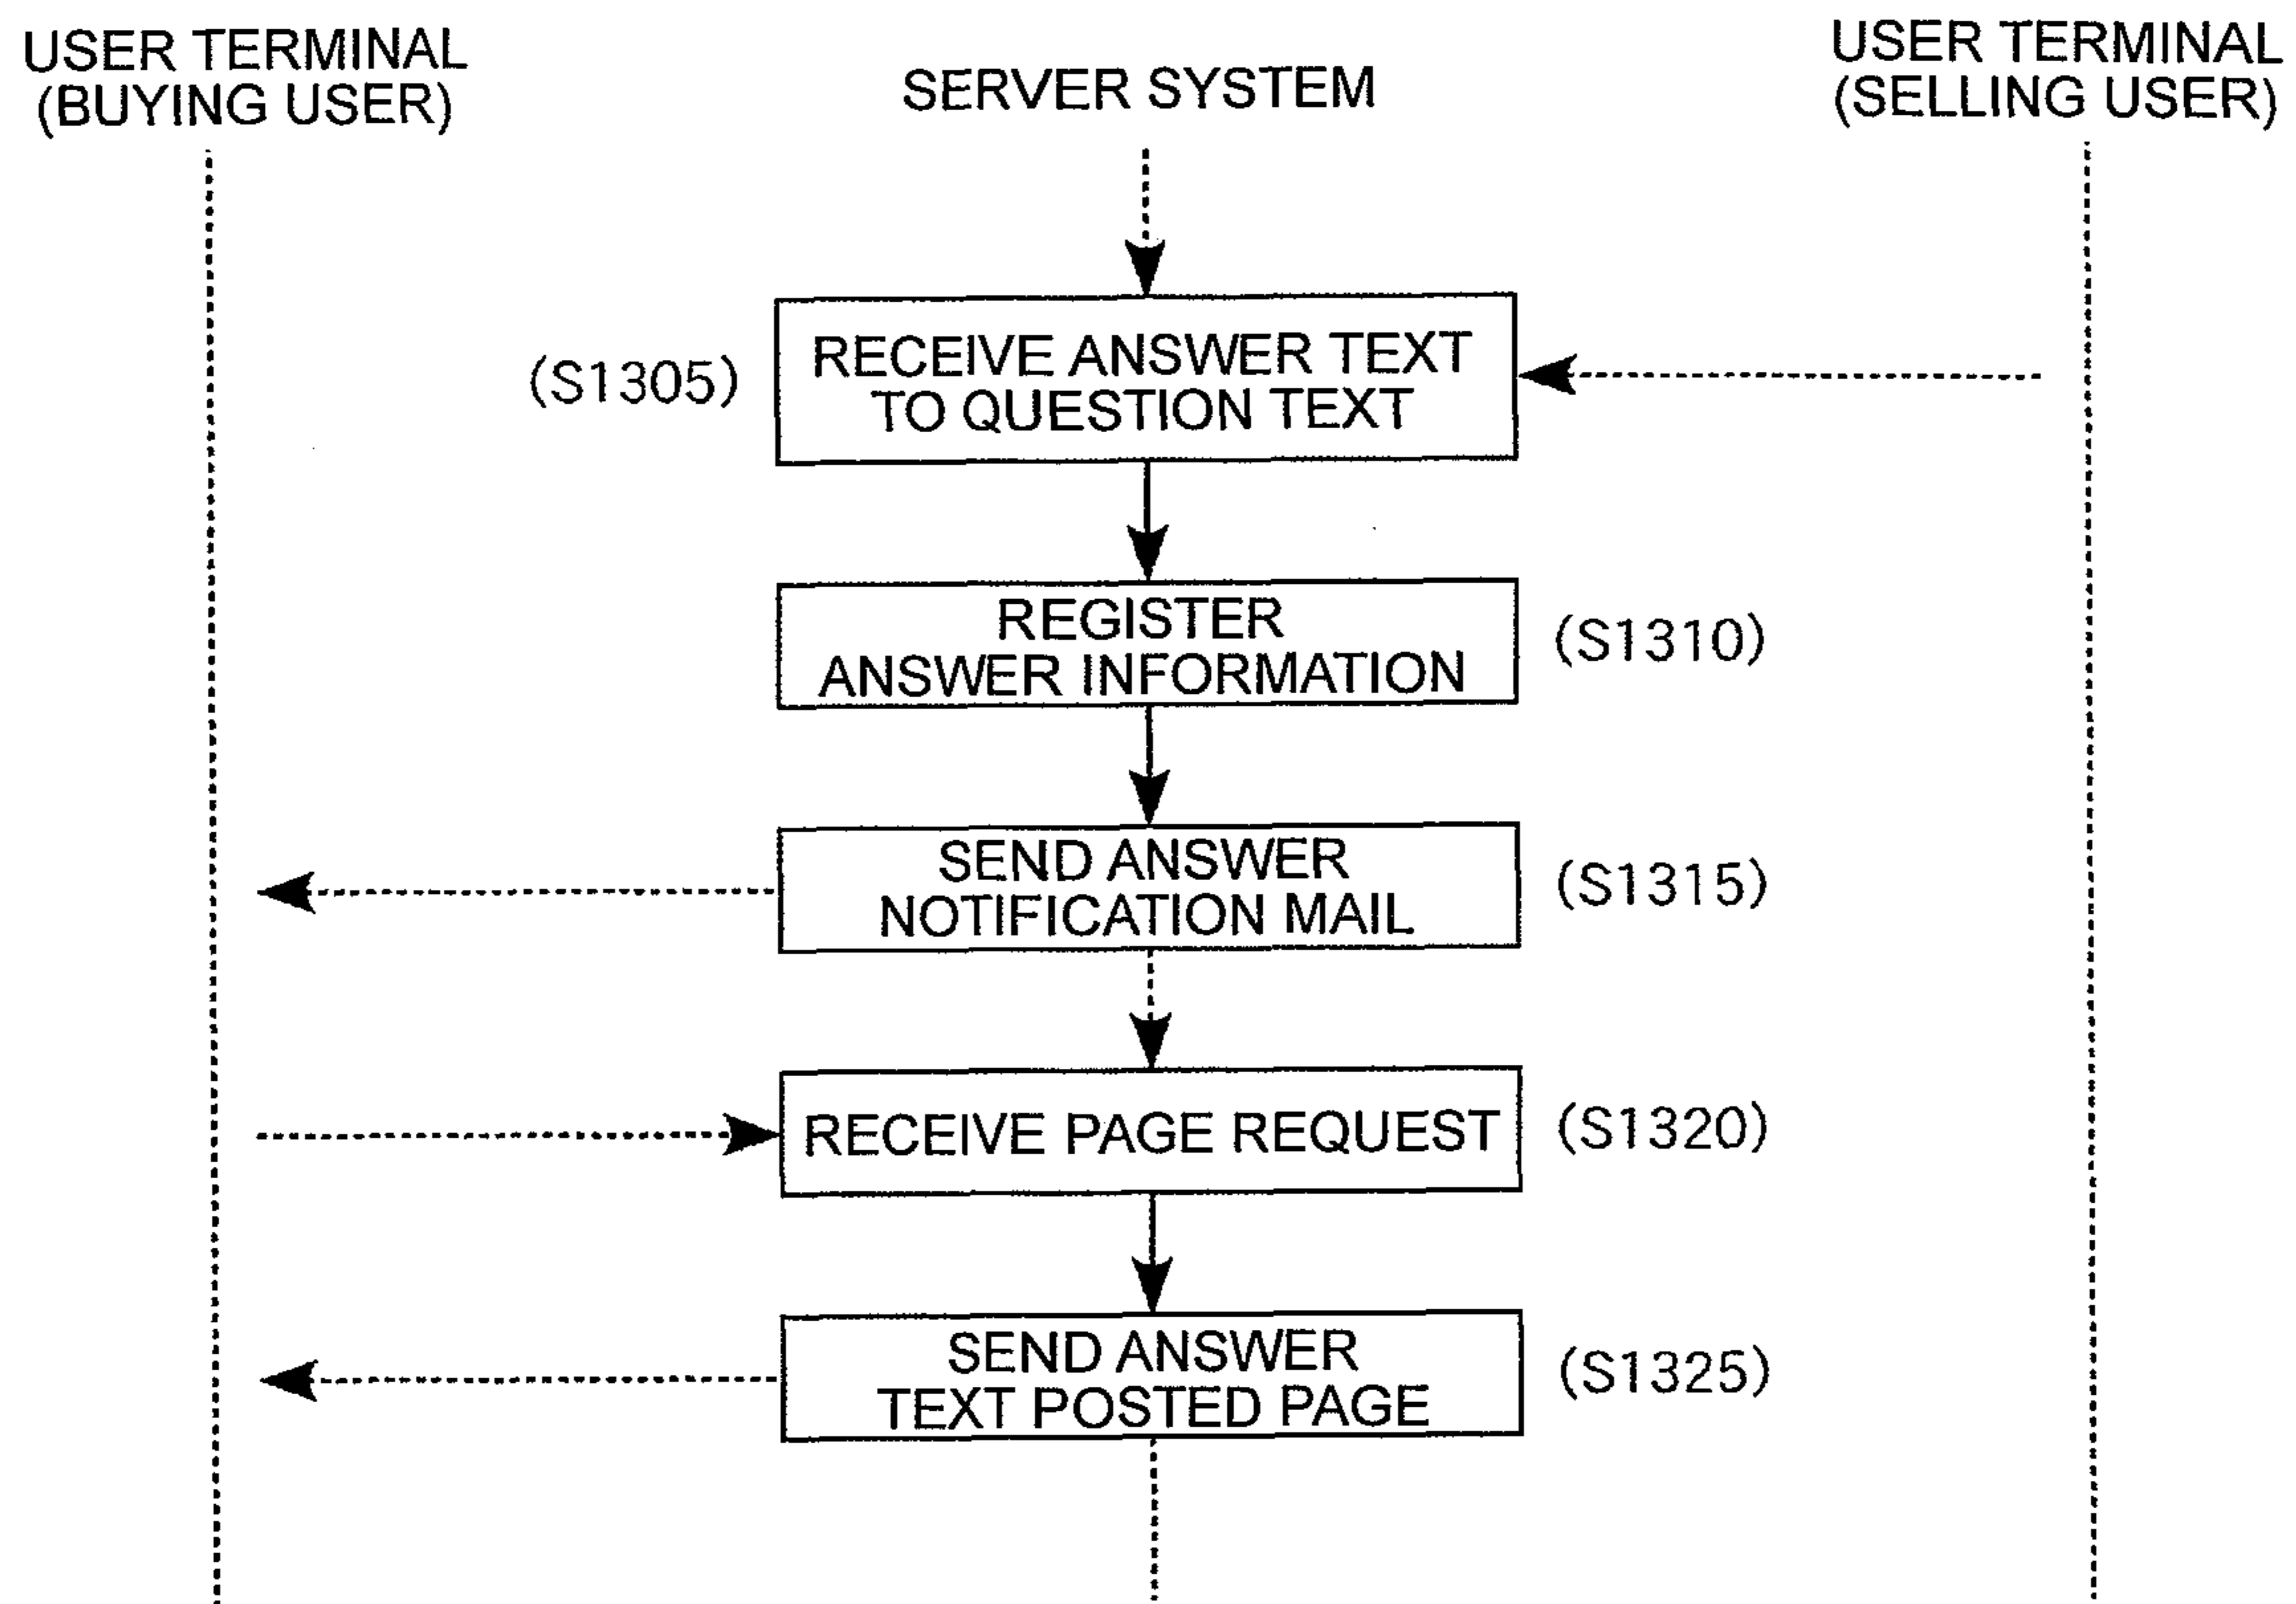 USER TERMINAL
(BUYING USER)
SERVER SYSTEM
USER TERMINAL
(SELLING USER)
(S1305)
RECEIVE ANSWER TEXT
TO QUESTION TEXT
REGISTER
ANSWER INFORMATION
(S1310)
SEND ANSWER
NOTIFICATION MAIL
(S1315)
RECEIVE PAGE REQUEST
(S1320)
SEND ANSWER
TEXT POSTED PAGE
(S1325)